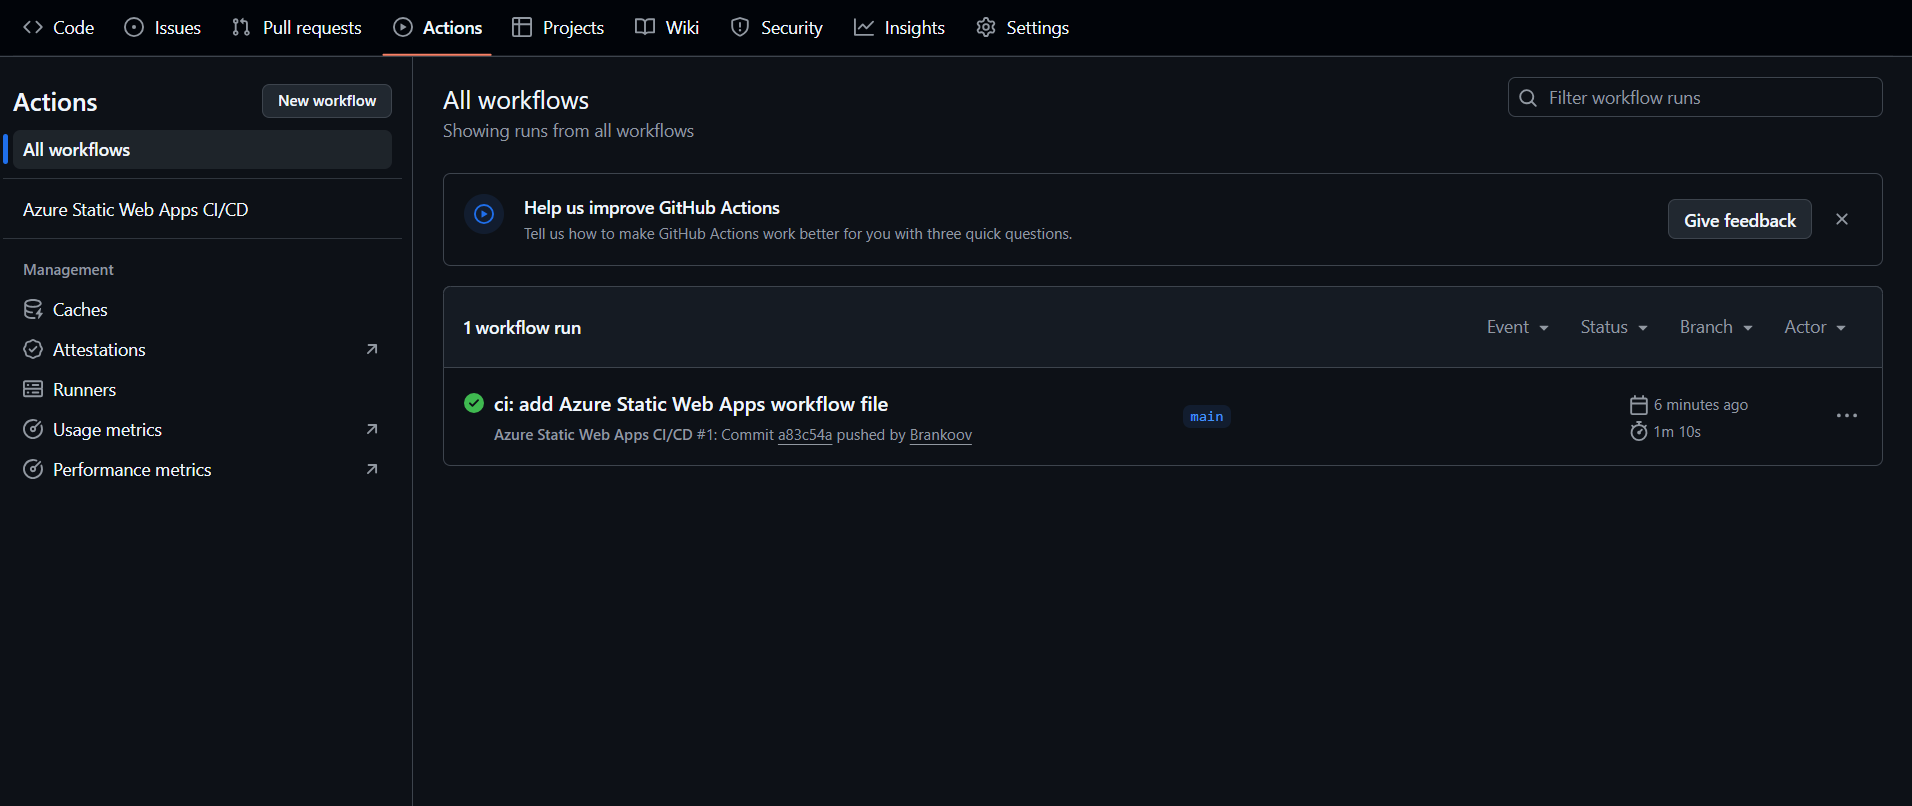 Code Issues Pull requests Actions Projects Wiki Security Insights Settings
Actions
New workflow
All workflows
Azure Static Web Apps CI/CD
Management
Caches
Attestations
Runners
Usage metrics
Performance metrics
All workflows
Showing runs from all workflows
Filter workflow runs
Help us improve GitHub Actions
Tell us how to make GitHub Actions work better for you with three quick questions.
Give feedback
1 workflow run
Event Status Branch Actor
ci: add Azure Static Web Apps workflow file
Azure Static Web Apps CI/CD #1: Commit a83c54a pushed by Brankoov
main
6 minutes ago
1m 10s